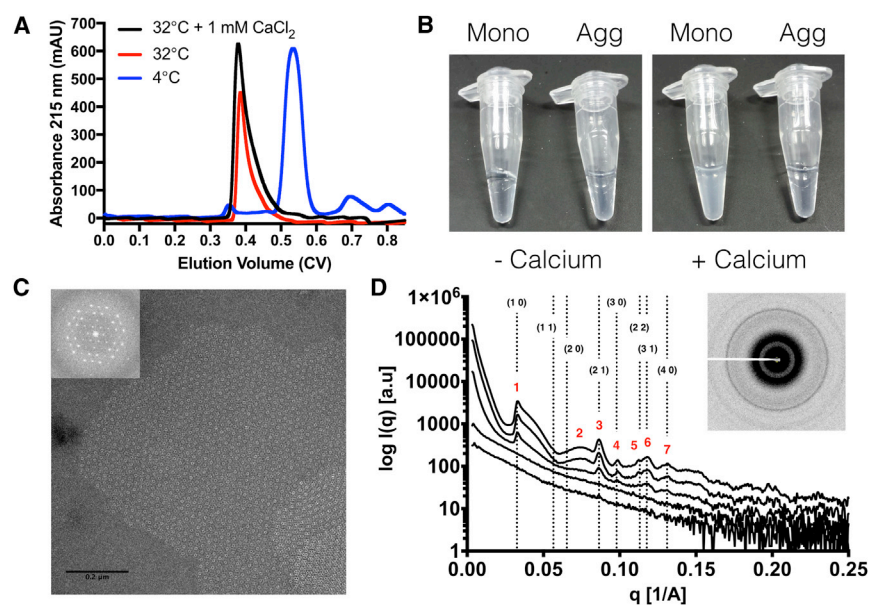 A
Absorbance 215 nm (mAU)
700
600
500
400
300
200
100
0
32°C + 1 mM CaCl2
32°C
4°C
0.0 0.1 0.2 0.3 0.4 0.5 0.6 0.7 0.8
Elution Volume (CV)
B
Mono Agg Mono Agg
- Calcium + Calcium
C
0.2 µm
D
log I(q) [a.u]
1×10^6
100000
10000
1000
100
10
1
(1 0)
(1 1)
(2 0)
(2 1)
(3 0)
(2 2)
(3 1)
(4 0)
1 2 3 4 5 6 7
0.00 0.05 0.10 0.15 0.20 0.25
q [1/A]